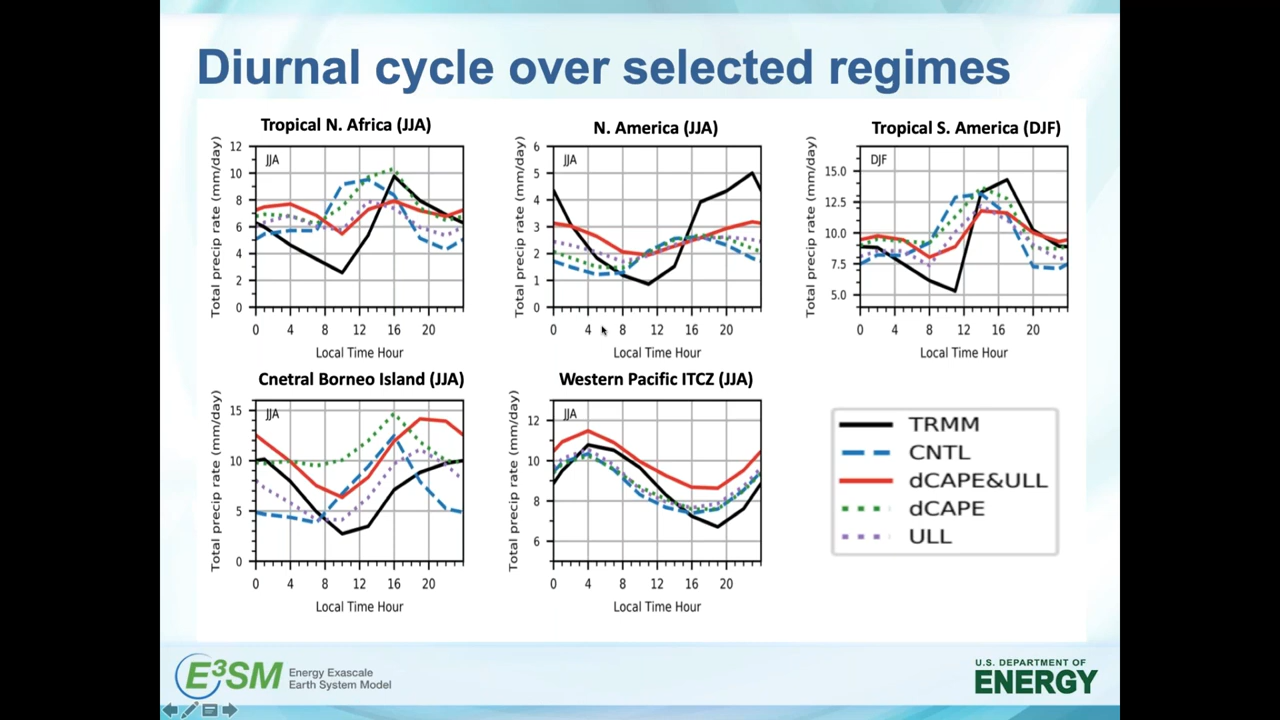 Diurnal cycle over selected regimes
Tropical N. Africa (JJA)
JJA
Total precip rate (mm/day)
12
10
8
6
4
2
0
0 4 8 12 16 20
Local Time Hour
N. America (JJA)
JJA
Total precip rate (mm/day)
6
5
4
3
2
1
0
0 4 8 12 16 20
Local Time Hour
Tropical S. America (DJF)
DJF
Total precip rate (mm/day)
15.0
12.5
10.0
7.5
5.0
0 4 8 12 16 20
Local Time Hour
Cnetral Borneo Island (JJA)
JJA
Total precip rate (mm/day)
15
10
5
0
0 4 8 12 16 20
Local Time Hour
Western Pacific ITCZ (JJA)
JJA
Total precip rate (mm/day)
12
10
8
6
0 4 8 12 16 20
Local Time Hour
TRMM
CNTL
dCAPE&ULL
dCAPE
ULL
E³SM
Energy Exascale
Earth System Model
U.S. DEPARTMENT OF
ENERGY